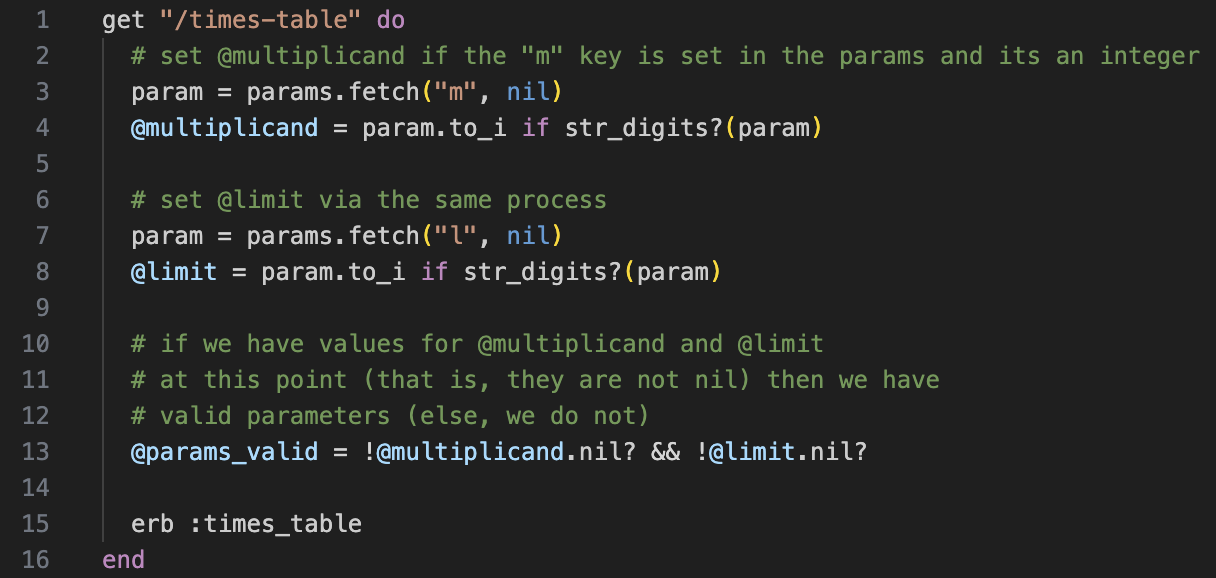 1 get "/times-table" do
2 # set @multiplicand if the "m" key is set in the params and its an integer
3 param = params.fetch("m", nil)
4 @multiplicand = param.to_i if str_digits?(param)
5
6 # set @limit via the same process
7 param = params.fetch("l", nil)
8 @limit = param.to_i if str_digits?(param)
9
10 # if we have values for @multiplicand and @limit
11 # at this point (that is, they are not nil) then we have
12 # valid parameters (else, we do not)
13 @params_valid = !@multiplicand.nil? && !@limit.nil?
14
15 erb :times_table
16 end